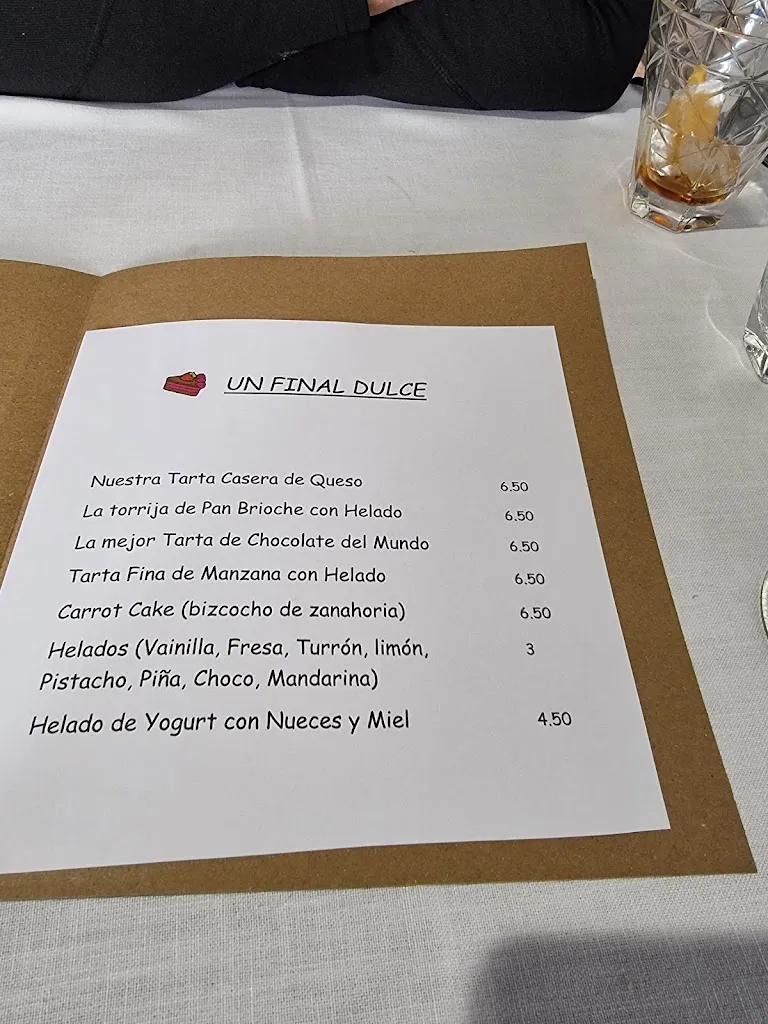 UN FINAL DULCE
Nuestra Tarta Casera de Queso 6.50
La torrija de Pan Brioche con Helado 6.50
La mejor Tarta de Chocolate del Mundo 6.50
Tarta Fina de Manzana con Helado 6.50
Carrot Cake (bizcocho de zanahoria) 6.50
Helados (Vainilla, Fresa, Turrón, limón, 3
Pistacho, Piña, Choco, Mandarina)
Helado de Yogurt con Nueces y Miel 4.50